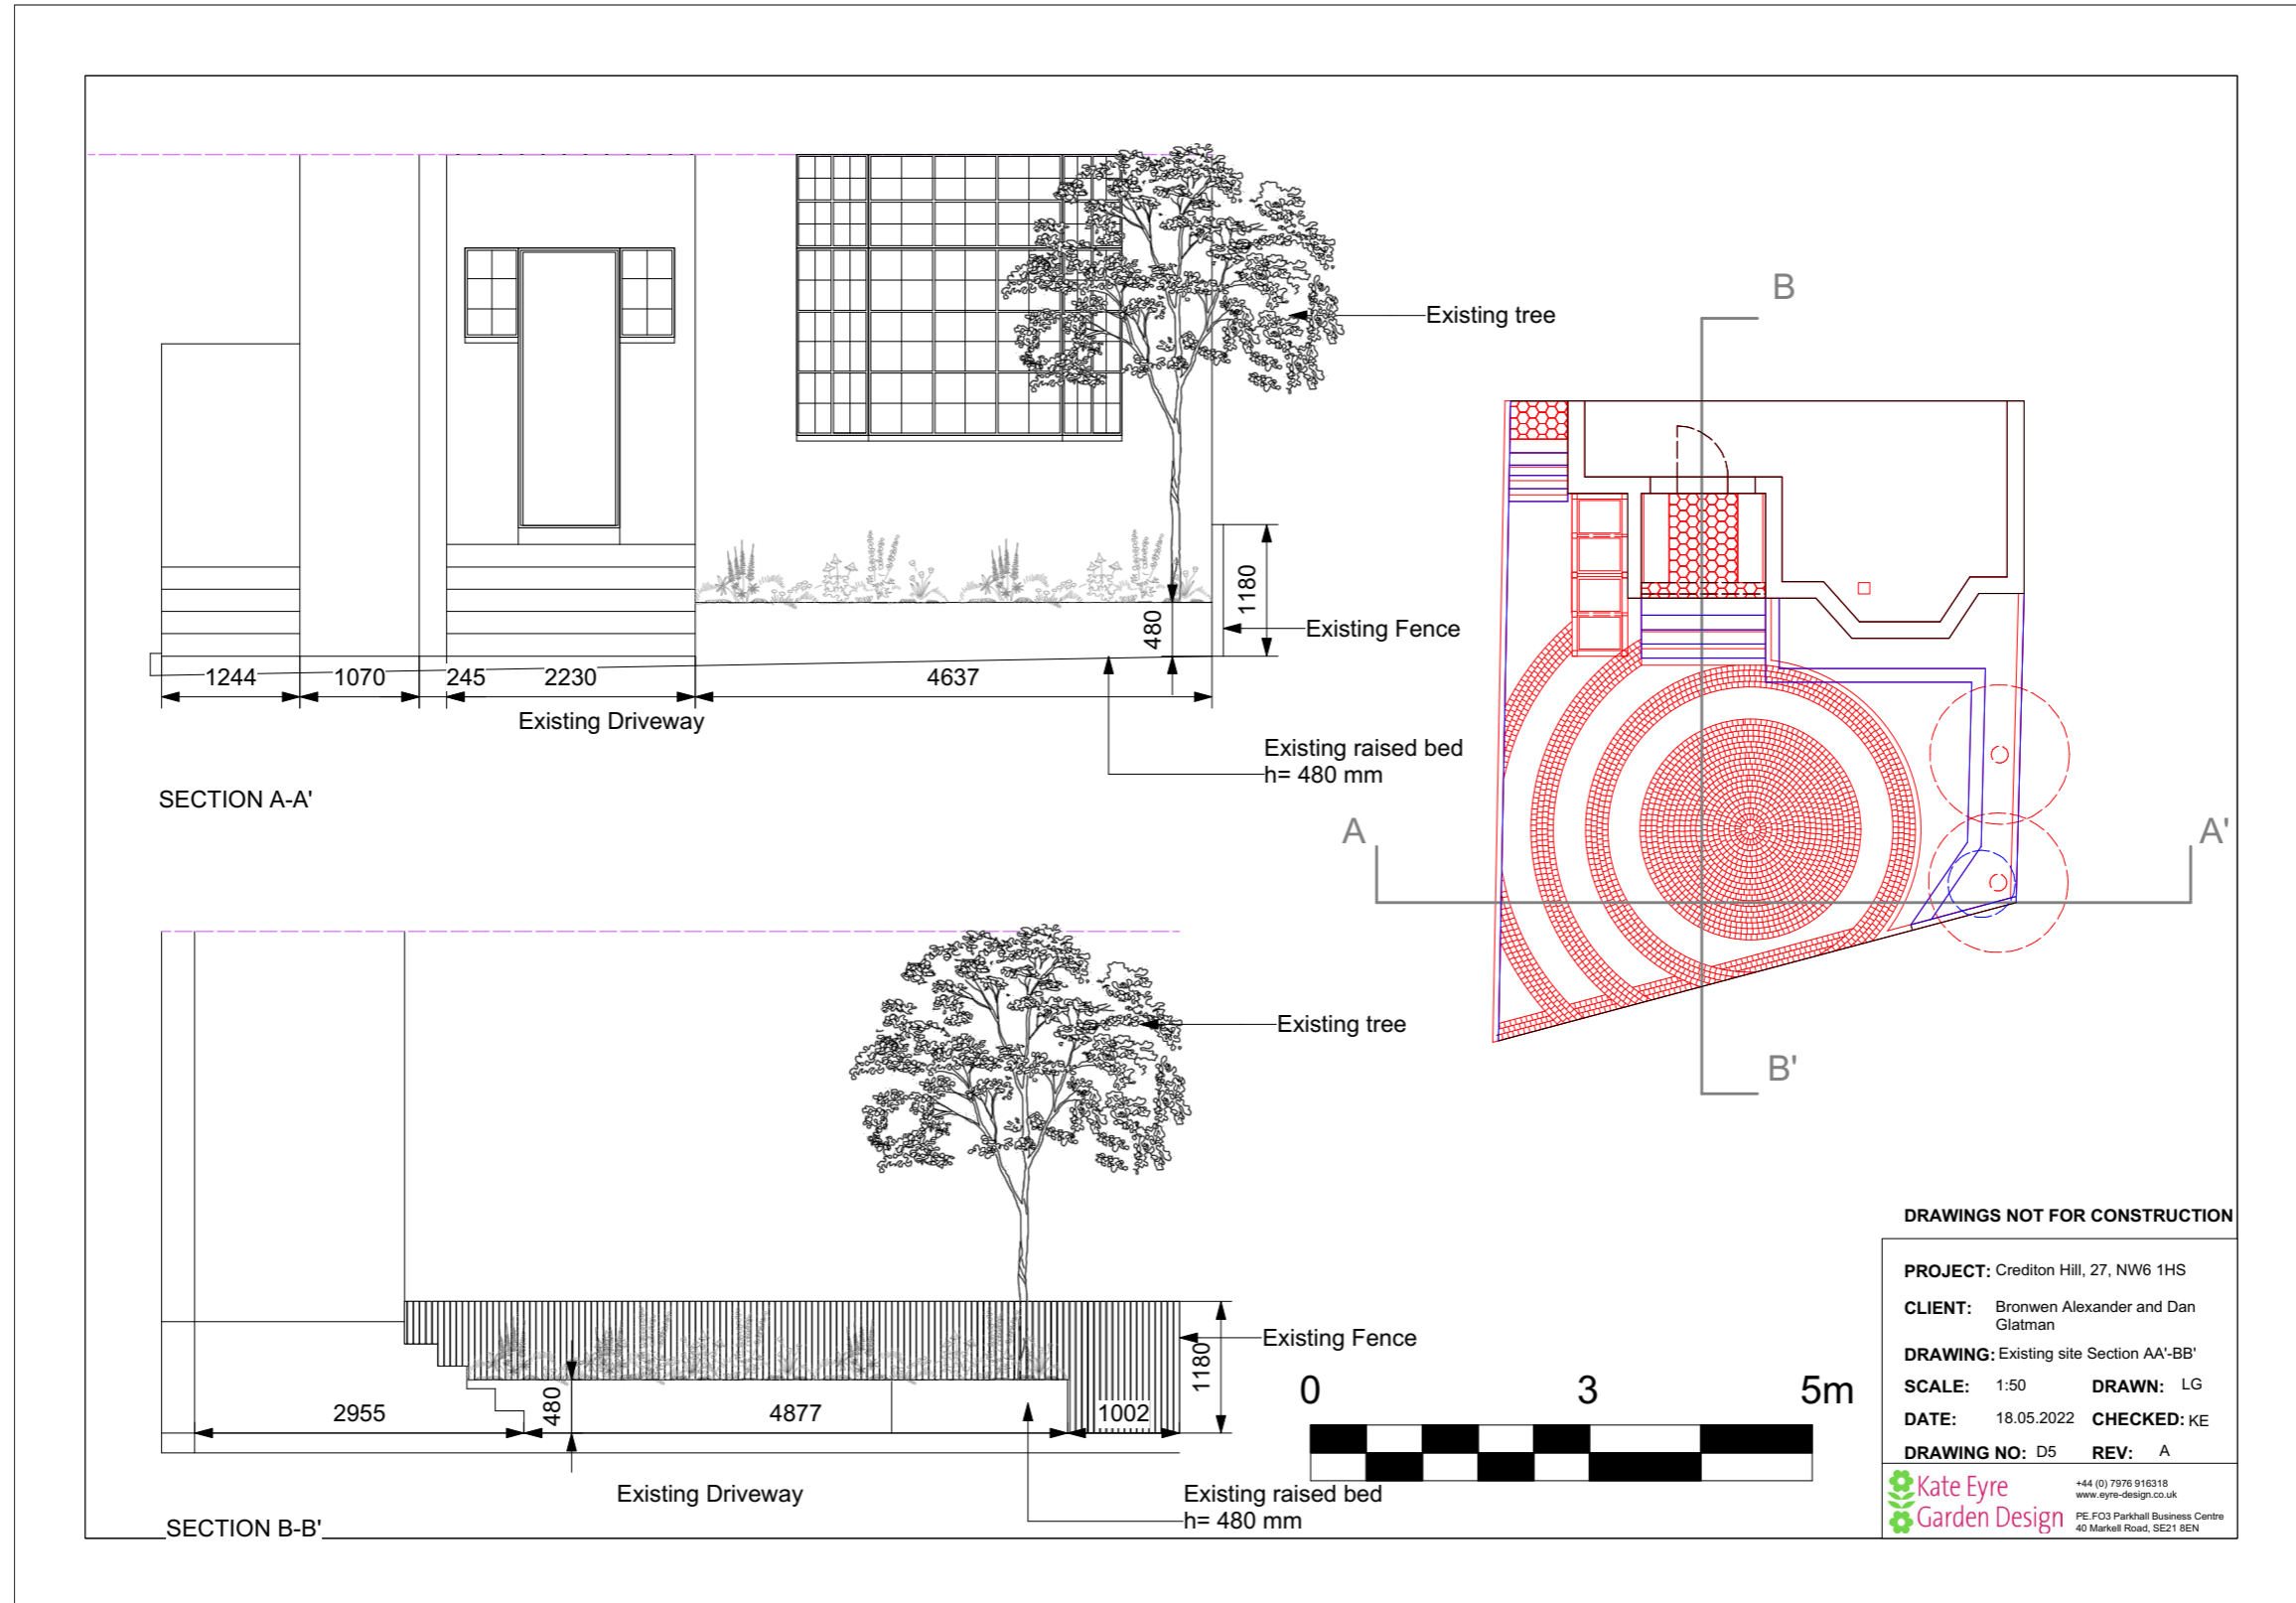 Existing tree
1180
480
Existing Fence
1244
1070
245
2230
4637
Existing Driveway
Existing raised bed
h= 480 mm
SECTION A-A'
B
A
A'
B'
Existing tree
Existing Fence
1180
480
2955
4877
1002
Existing Driveway
Existing raised bed
h= 480 mm
SECTION B-B'
0 3 5m
DRAWINGS NOT FOR CONSTRUCTION
PROJECT: Crediton Hill, 27, NW6 1HS
CLIENT: Bronwen Alexander and Dan
Glatman
DRAWING: Existing site Section AA'-BB'
SCALE: 1:50 DRAWN: LG
DATE: 18.05.2022 CHECKED: KE
DRAWING NO: D5 REV: A
Kate Eyre
Garden Design
+44 (0) 7976 916318
www.eyre-design.co.uk
PE.FO3 Parkhall Business Centre
40 Markell Road, SE21 8EN